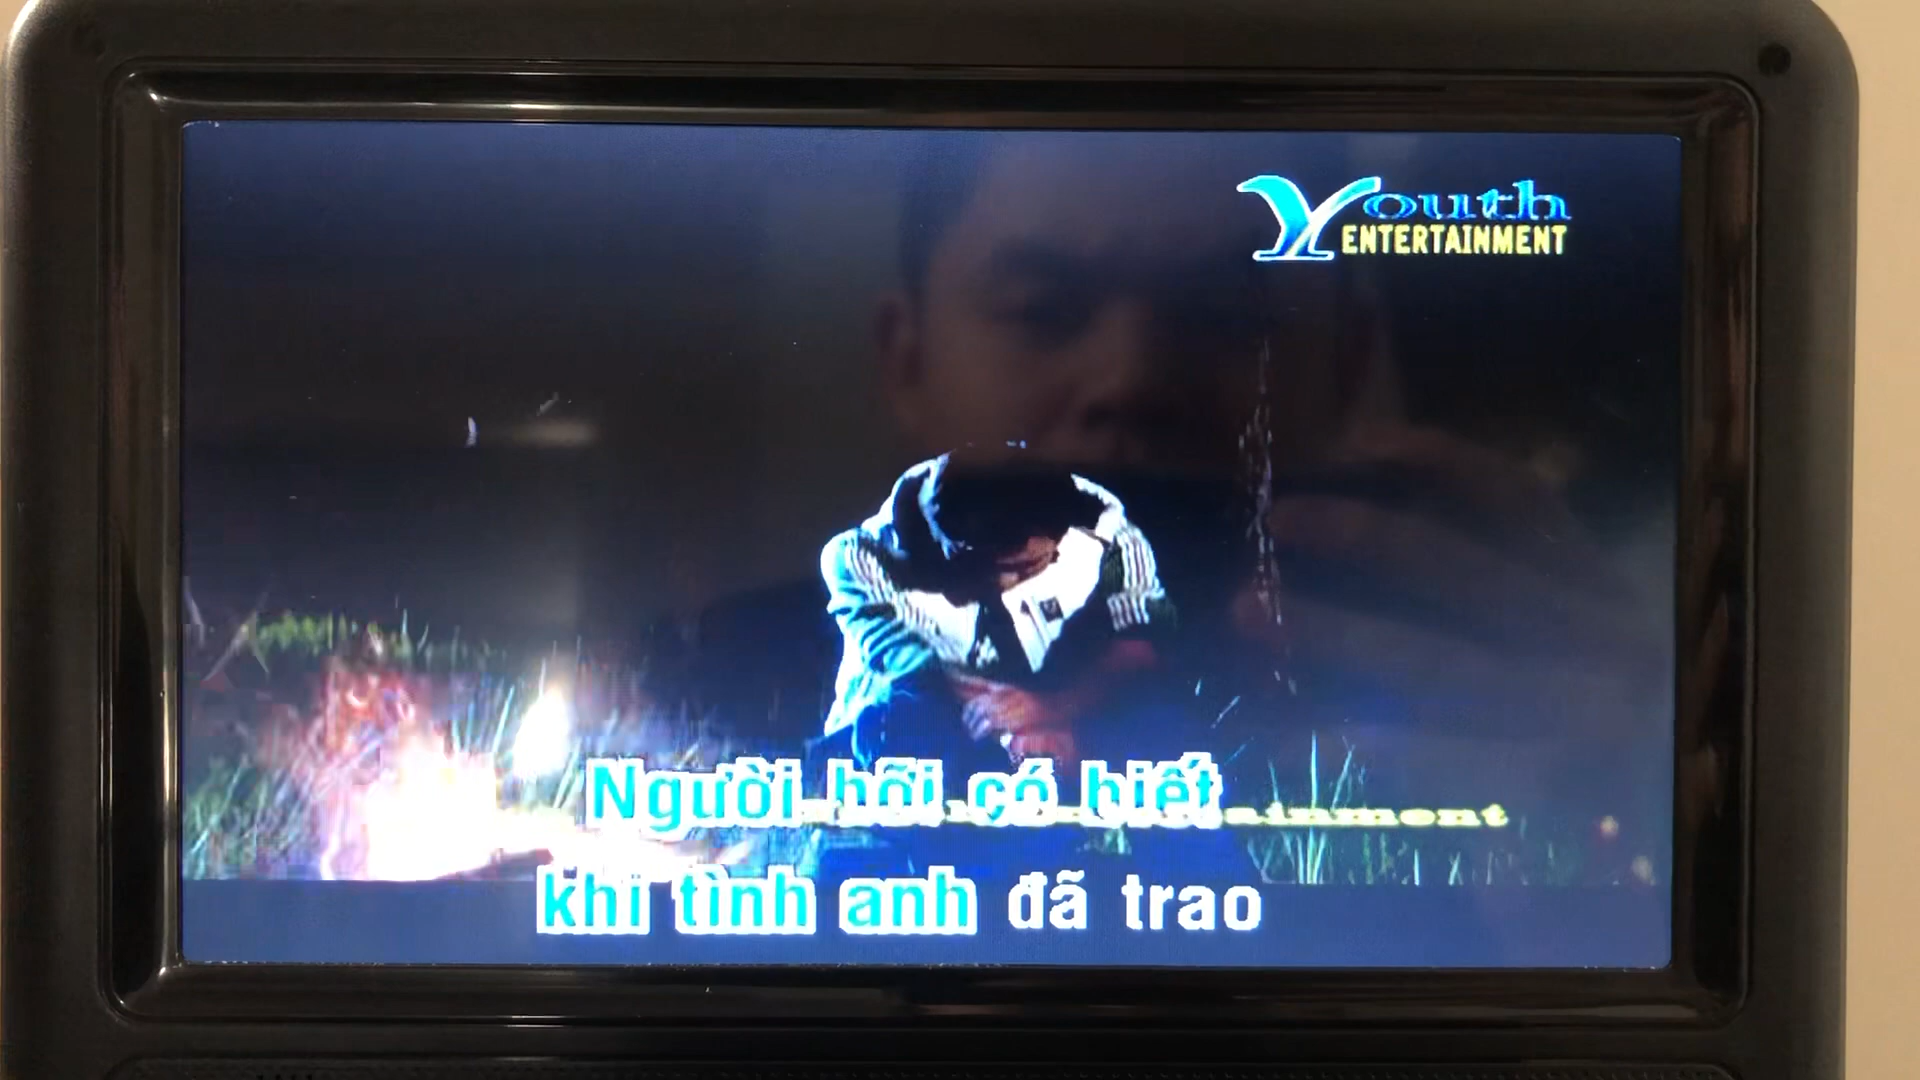 Youth
ENTERTAINMENT
Người hỡi có biết
khi tình anh đã trao